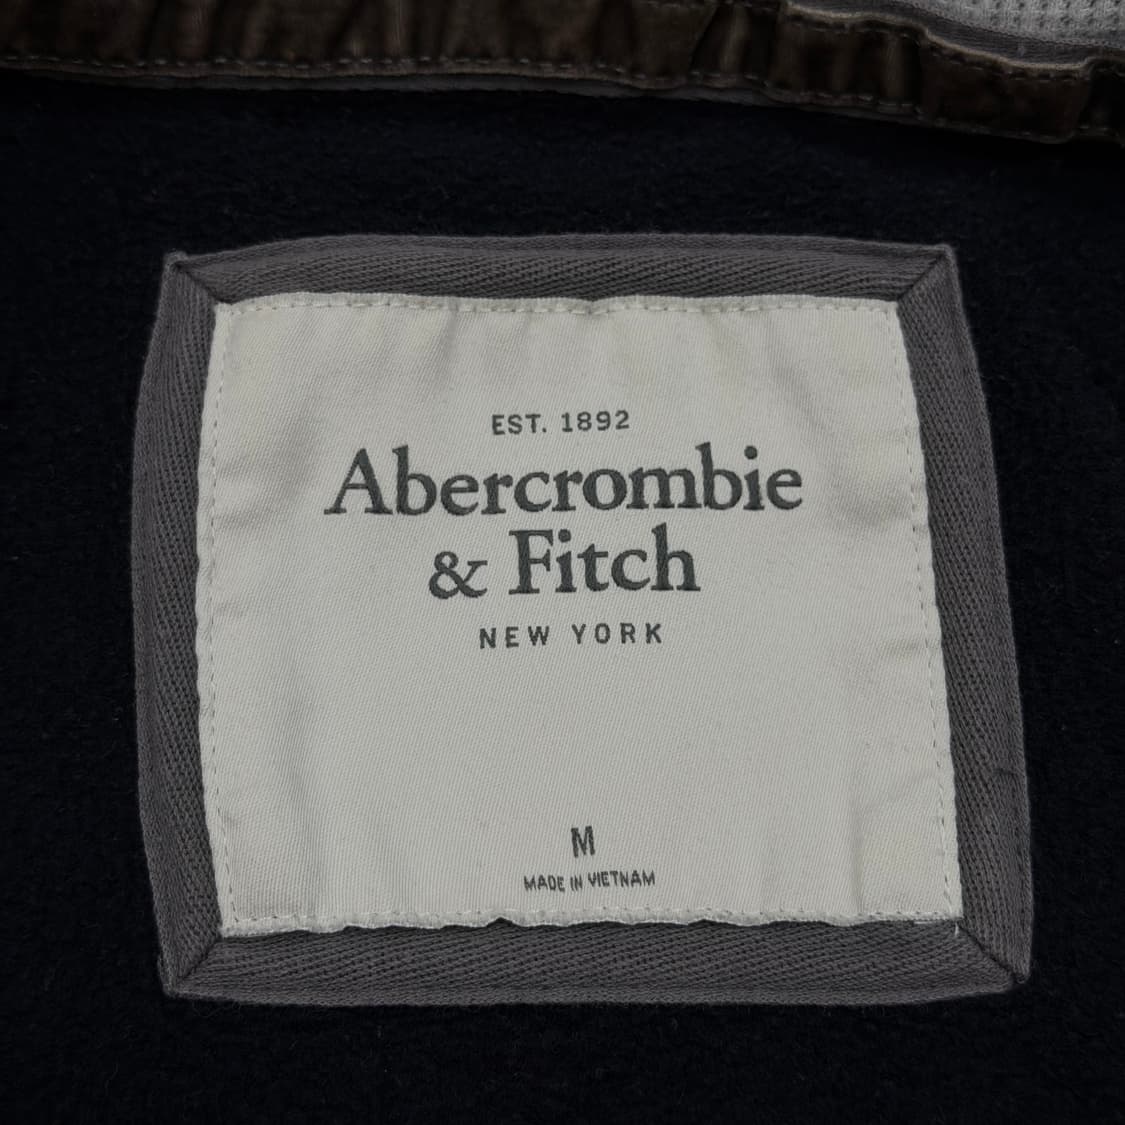 EST. 1892
Abercrombie
& Fitch
NEW YORK
M
MADE IN VIETNAM